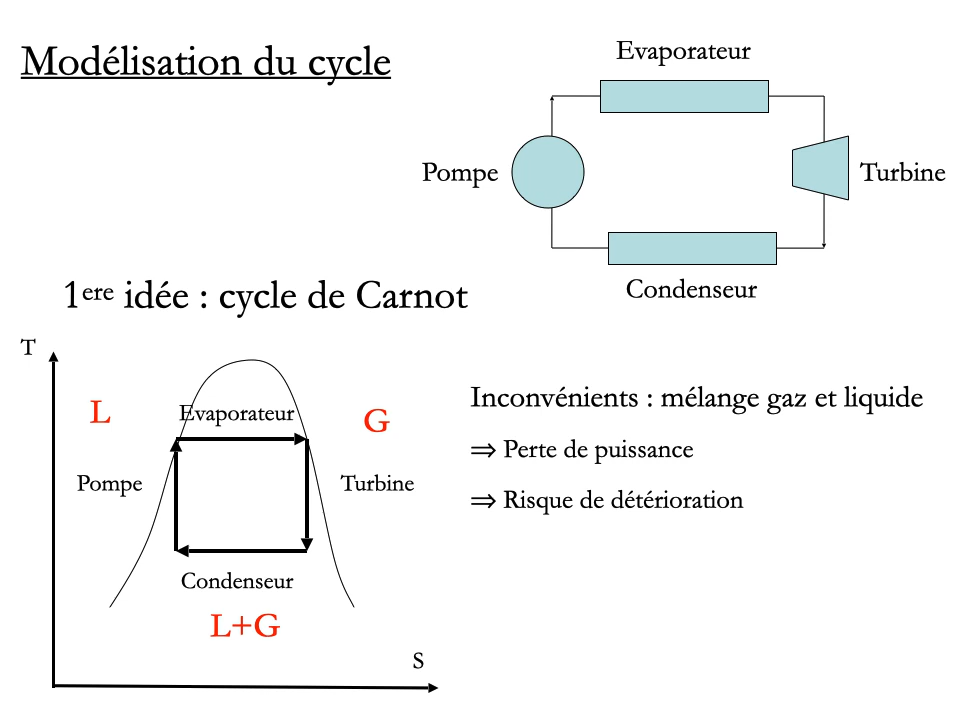 Modélisation du cycle
Evaporateur
Pompe
Turbine
Condenseur
1ere idée : cycle de Carnot
T
L
Evaporateur
G
Pompe
Turbine
Condenseur
L+G
S
Inconvénients : mélange gaz et liquide
⇒ Perte de puissance
⇒ Risque de détérioration